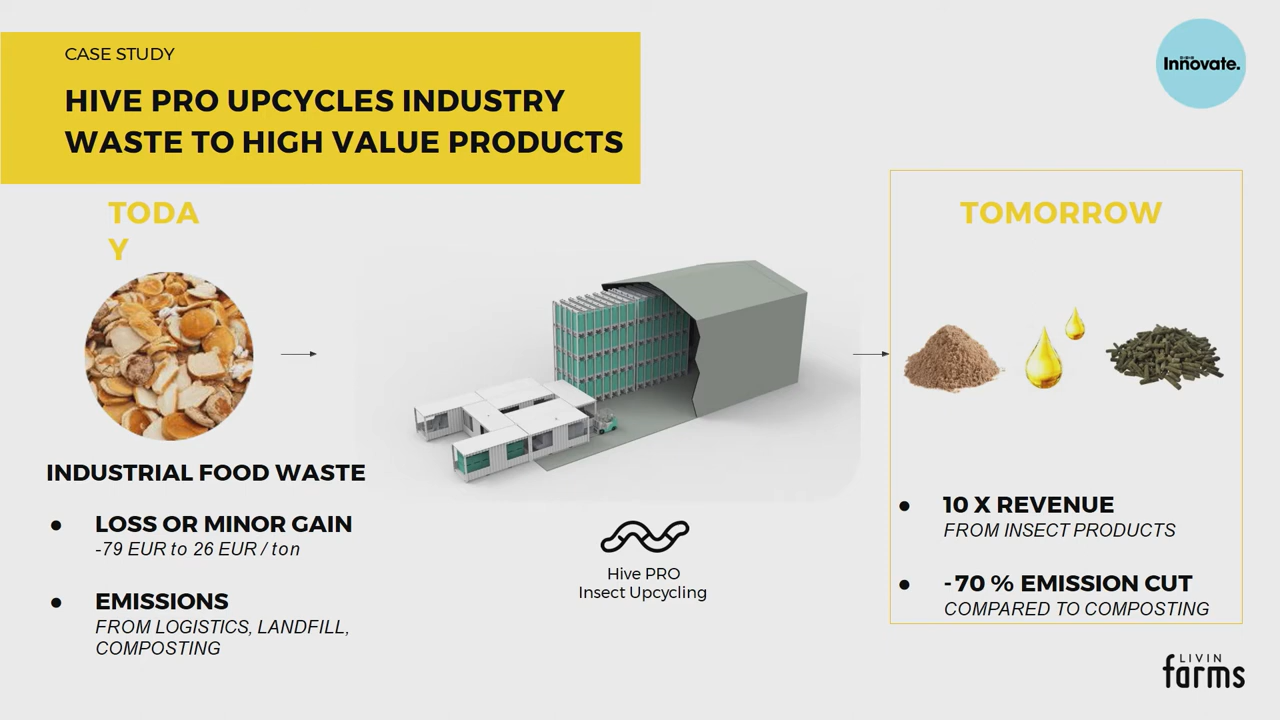 CASE STUDY
HIVE PRO UPCYCLES INDUSTRY
WASTE TO HIGH VALUE PRODUCTS
Innovate.
TODA
Y
INDUSTRIAL FOOD WASTE
● LOSS OR MINOR GAIN
-79 EUR to 26 EUR / ton
● EMISSIONS
FROM LOGISTICS, LANDFILL,
COMPOSTING
Hive PRO
Insect Upcycling
TOMORROW
● 10 X REVENUE
FROM INSECT PRODUCTS
● -70 % EMISSION CUT
COMPARED TO COMPOSTING
LIVIN
farms